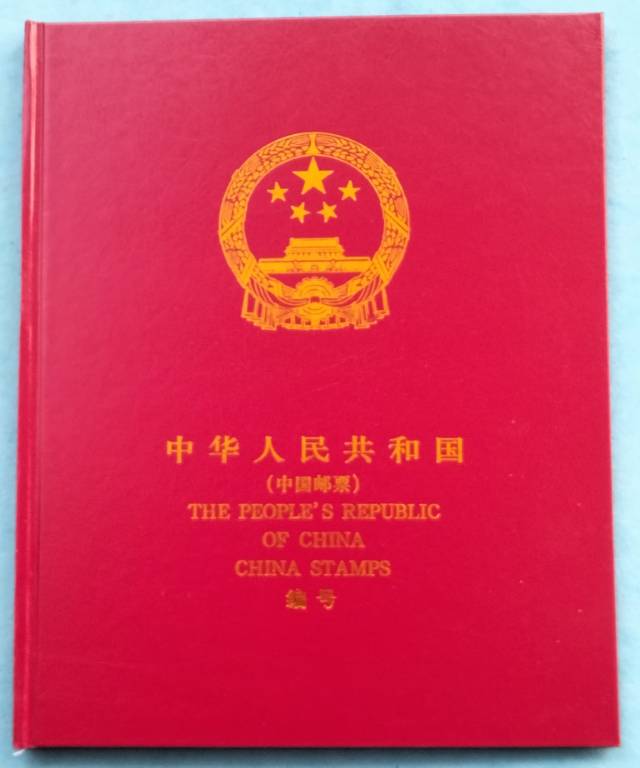 中华人民共和国
(中国邮票)
THE PEOPLE'S REPUBLIC
OF CHINA
CHINA STAMPS
编号